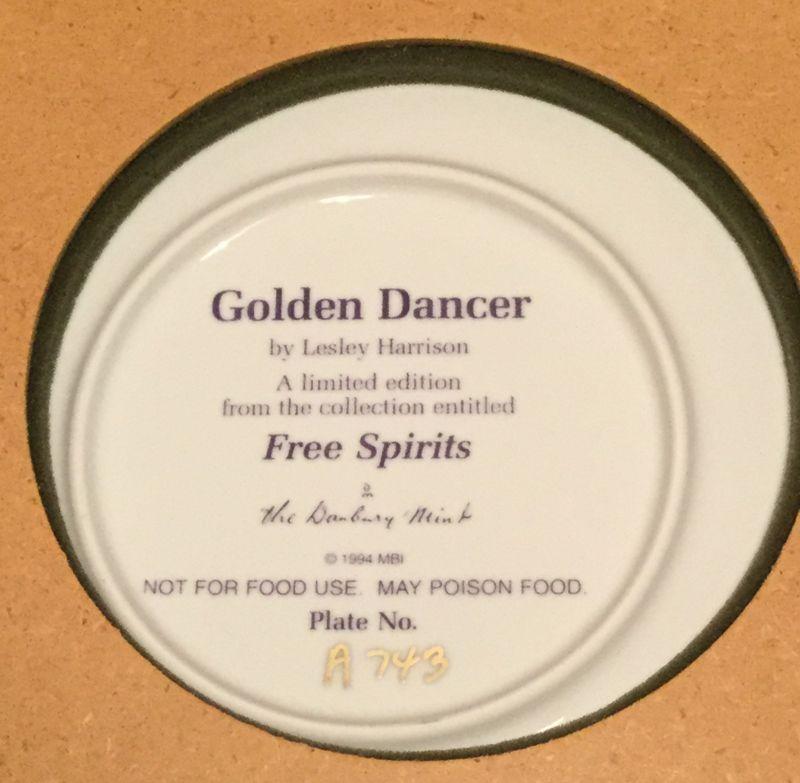 Golden Dancer
by Lesley Harrison
A limited edition
from the collection entitled
Free Spirits
The Danbury Mint
© 1994 MBI
NOT FOR FOOD USE. MAY POISON FOOD.
Plate No.
A 743